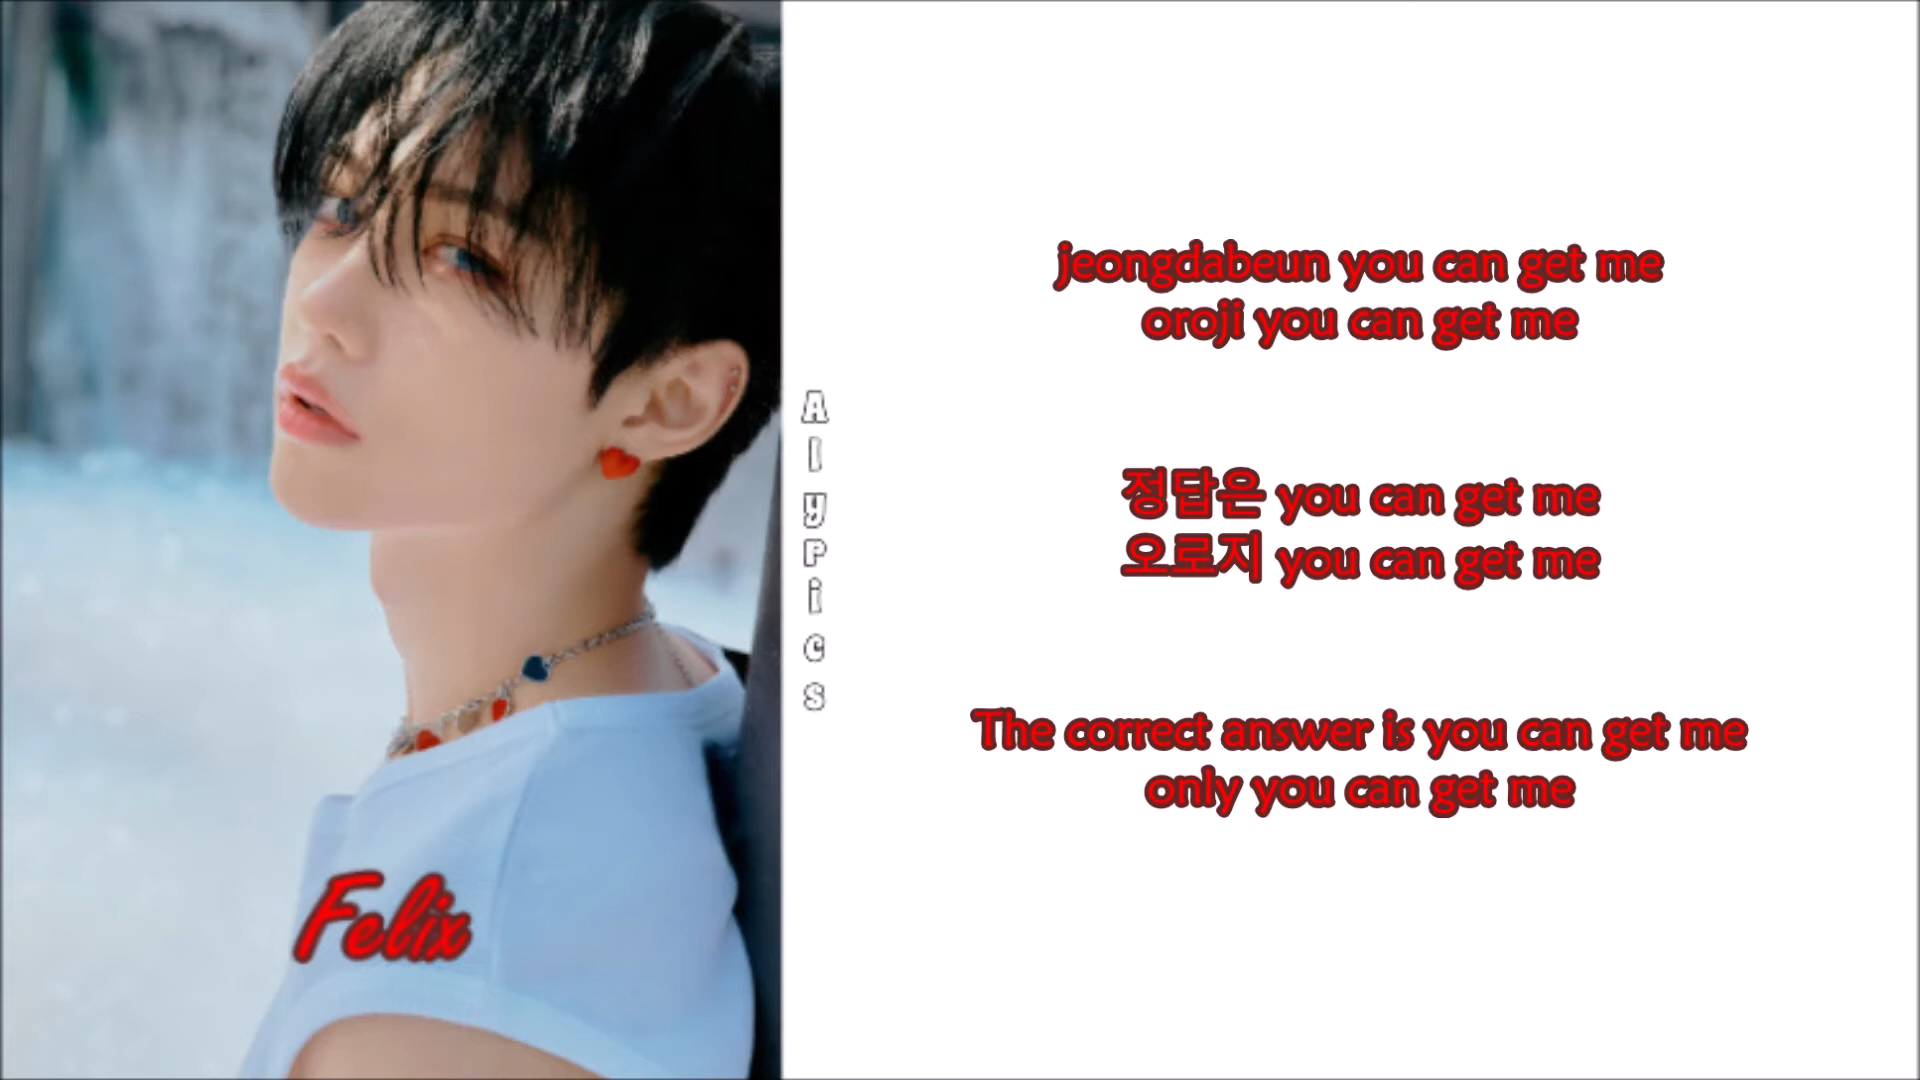 Felix
AlyPics
jeongdabeun you can get me
oroji you can get me
정답은 you can get me
오로지 you can get me
The correct answer is you can get me
only you can get me